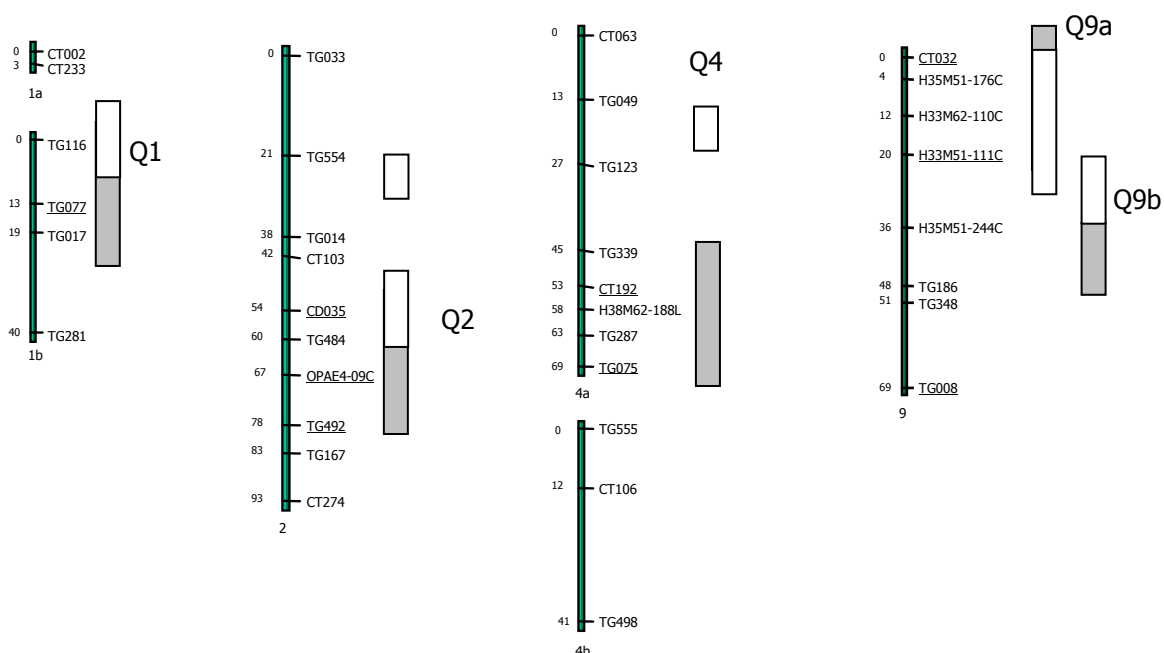 0 CT002
3 CT233
1a
Q1
0 TG116
13 TG077
19 TG017
40 TG281
1b
0 TG033
21 TG554
38 TG014
42 CT103
54 CD035
60 TG484
67 OPAE4-09C
78 TG492
83 TG167
93 CT274
2
Q2
Q4
0 CT063
13 TG049
27 TG123
45 TG339
53 CT192
58 H38M62-188L
63 TG287
69 TG075
4a
0 TG555
12 CT106
41 TG498
4b
Q9a
0 CT032
4 H35M51-176C
12 H33M62-110C
20 H33M51-111C
36 H35M51-244C
48 TG186
51 TG348
69 TG008
9
Q9b